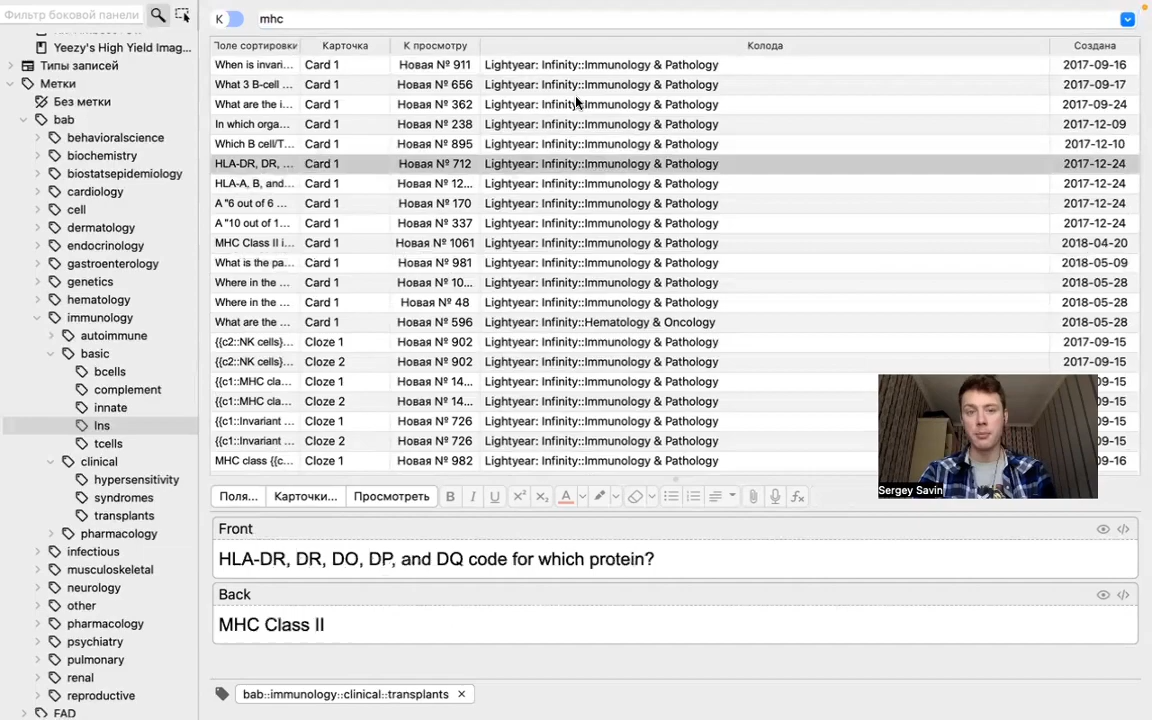 Фильтр боковой панели
Yeezy's High Yield Imag...
Типы записей
Метки
Без метки
bab
behavioralscience
biochemistry
biostatsepidemiology
cardiology
cell
dermatology
endocrinology
gastroenterology
genetics
hematology
immunology
autoimmune
basic
bcells
complement
innate
lns
tcells
clinical
hypersensitivity
syndromes
transplants
pharmacology
infectious
musculoskeletal
neurology
other
pharmacology
psychiatry
pulmonary
renal
reproductive
FAD
K mhc
Поле сортировки Карточка К просмотру Колода Создана
When is invari... Card 1 Новая № 911 Lightyear: Infinity::Immunology & Pathology 2017-09-16
What 3 B-cell ... Card 1 Новая № 656 Lightyear: Infinity::Immunology & Pathology 2017-09-17
What are the i... Card 1 Новая № 362 Lightyear: Infinity::Immunology & Pathology 2017-09-24
In which orga... Card 1 Новая № 238 Lightyear: Infinity::Immunology & Pathology 2017-12-09
Which B cell/T... Card 1 Новая № 895 Lightyear: Infinity::Immunology & Pathology 2017-12-10
HLA-DR, DR, ... Card 1 Новая № 712 Lightyear: Infinity::Immunology & Pathology 2017-12-24
HLA-A, B, and... Card 1 Новая № 12... Lightyear: Infinity::Immunology & Pathology 2017-12-24
A "6 out of 6 ... Card 1 Новая № 170 Lightyear: Infinity::Immunology & Pathology 2017-12-24
A "10 out of 1... Card 1 Новая № 337 Lightyear: Infinity::Immunology & Pathology 2017-12-24
MHC Class II i... Card 1 Новая № 1061 Lightyear: Infinity::Immunology & Pathology 2018-04-20
What is the pa... Card 1 Новая № 981 Lightyear: Infinity::Immunology & Pathology 2018-05-09
Where in the ... Card 1 Новая № 10... Lightyear: Infinity::Immunology & Pathology 2018-05-28
Where in the ... Card 1 Новая № 48 Lightyear: Infinity::Immunology & Pathology 2018-05-28
What are the ... Card 1 Новая № 596 Lightyear: Infinity::Hematology & Oncology 2018-05-28
{{c2::NK cells}... Cloze 1 Новая № 902 Lightyear: Infinity::Immunology & Pathology 2017-09-15
{{c2::NK cells}... Cloze 2 Новая № 902 Lightyear: Infinity::Immunology & Pathology 2017-09-15
{{c1::MHC cla... Cloze 1 Новая № 14... Lightyear: Infinity::Immunology & Pathology 09-15
{{c1::MHC cla... Cloze 2 Новая № 14... Lightyear: Infinity::Immunology & Pathology 09-15
{{c1::Invariant ... Cloze 1 Новая № 726 Lightyear: Infinity::Immunology & Pathology 09-15
{{c1::Invariant ... Cloze 2 Новая № 726 Lightyear: Infinity::Immunology & Pathology 09-15
MHC class {{c... Cloze 1 Новая № 982 Lightyear: Infinity::Immunology & Pathology 09-16
Sergey Savin
Поля... Карточки... Просмотреть B I U x² x₂ A fx
Front
HLA-DR, DR, DO, DP, and DQ code for which protein?
Back
MHC Class II
bab::immunology::clinical::transplants ×